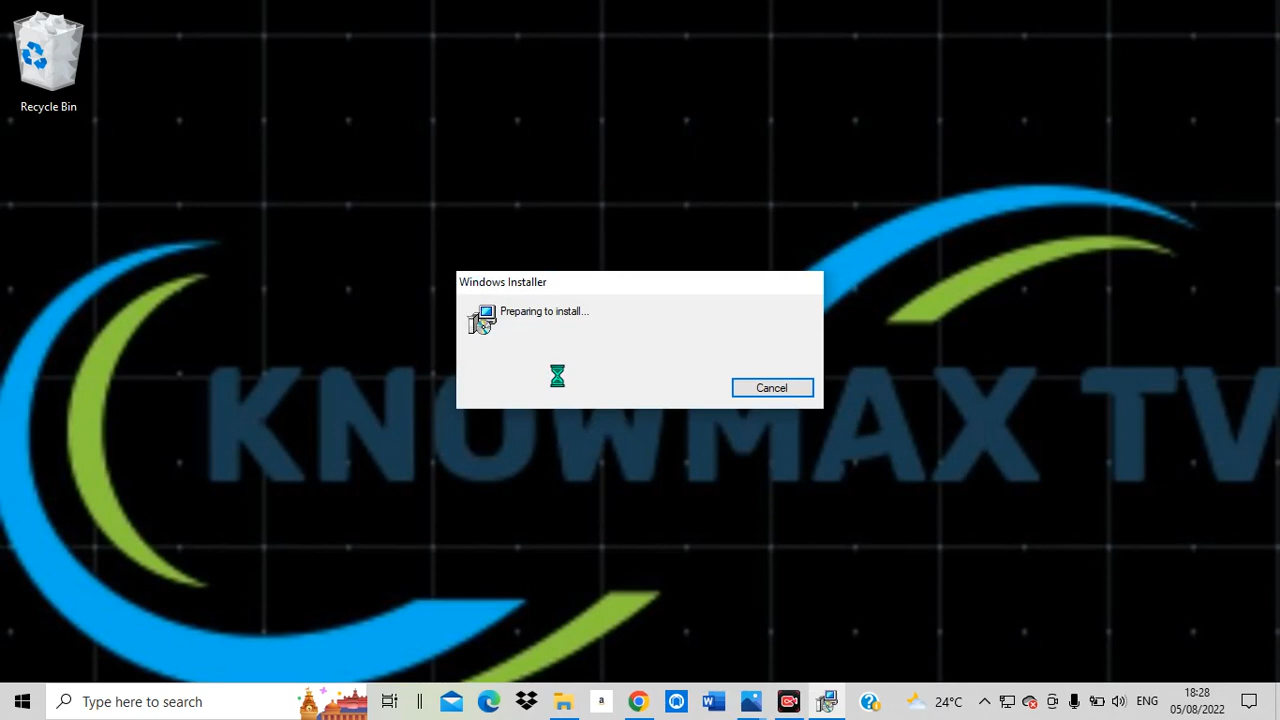 Recycle Bin
Windows Installer
Preparing to install...
Cancel
KNOWMAX TV
Type here to search
a
24°C
ENG
18:28
05/08/2022